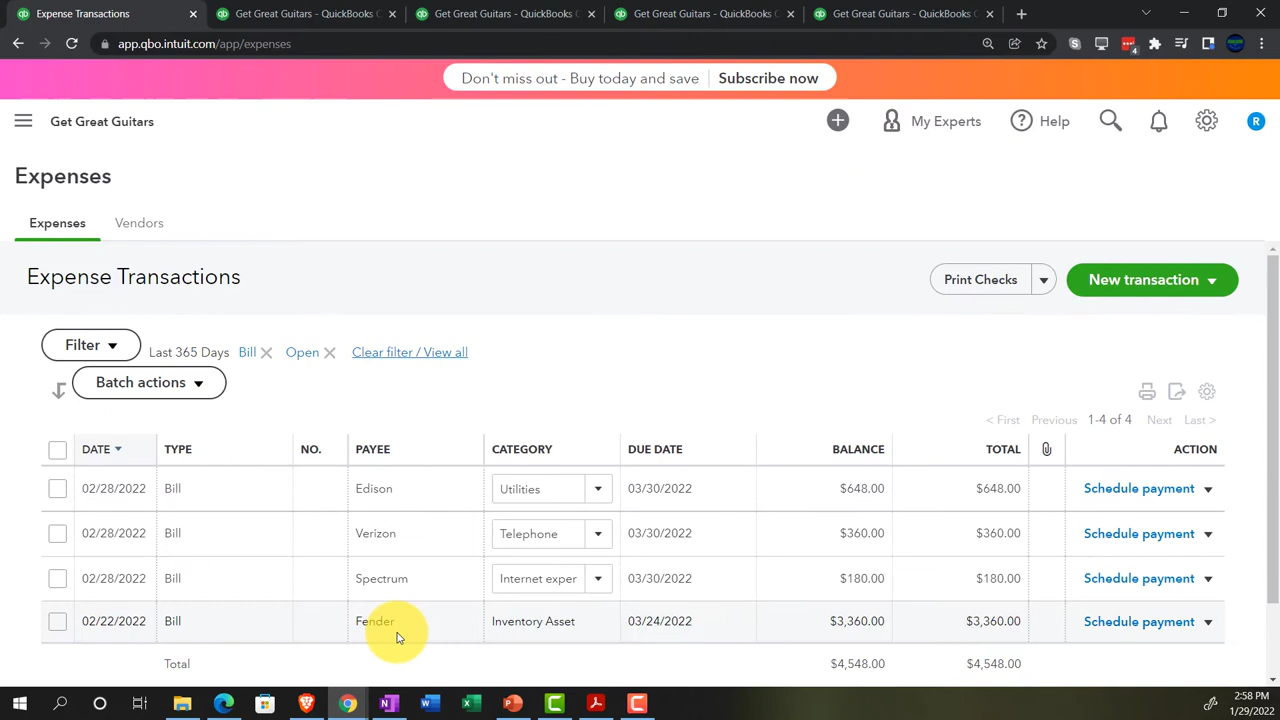 Expense Transactions
Get Great Guitars - QuickBooks C
Get Great Guitars - QuickBooks C
Get Great Guitars - QuickBooks C
Get Great Guitars - QuickBooks C
app.qbo.intuit.com/app/expenses
4
Don't miss out - Buy today and save
Subscribe now
Get Great Guitars
My Experts
Help
R
Expenses
Expenses
Vendors
Expense Transactions
Print Checks
New transaction
Filter
Last 365 Days
Bill
Open
Clear filter / View all
Batch actions
< First Previous 1-4 of 4 Next Last >
DATE TYPE NO. PAYEE CATEGORY DUE DATE BALANCE TOTAL ACTION
02/28/2022 Bill Edison Utilities 03/30/2022 $648.00 $648.00 Schedule payment
02/28/2022 Bill Verizon Telephone 03/30/2022 $360.00 $360.00 Schedule payment
02/28/2022 Bill Spectrum Internet exper 03/30/2022 $180.00 $180.00 Schedule payment
02/22/2022 Bill Fender Inventory Asset 03/24/2022 $3,360.00 $3,360.00 Schedule payment
Total $4,548.00 $4,548.00
2:58 PM
1/29/2022